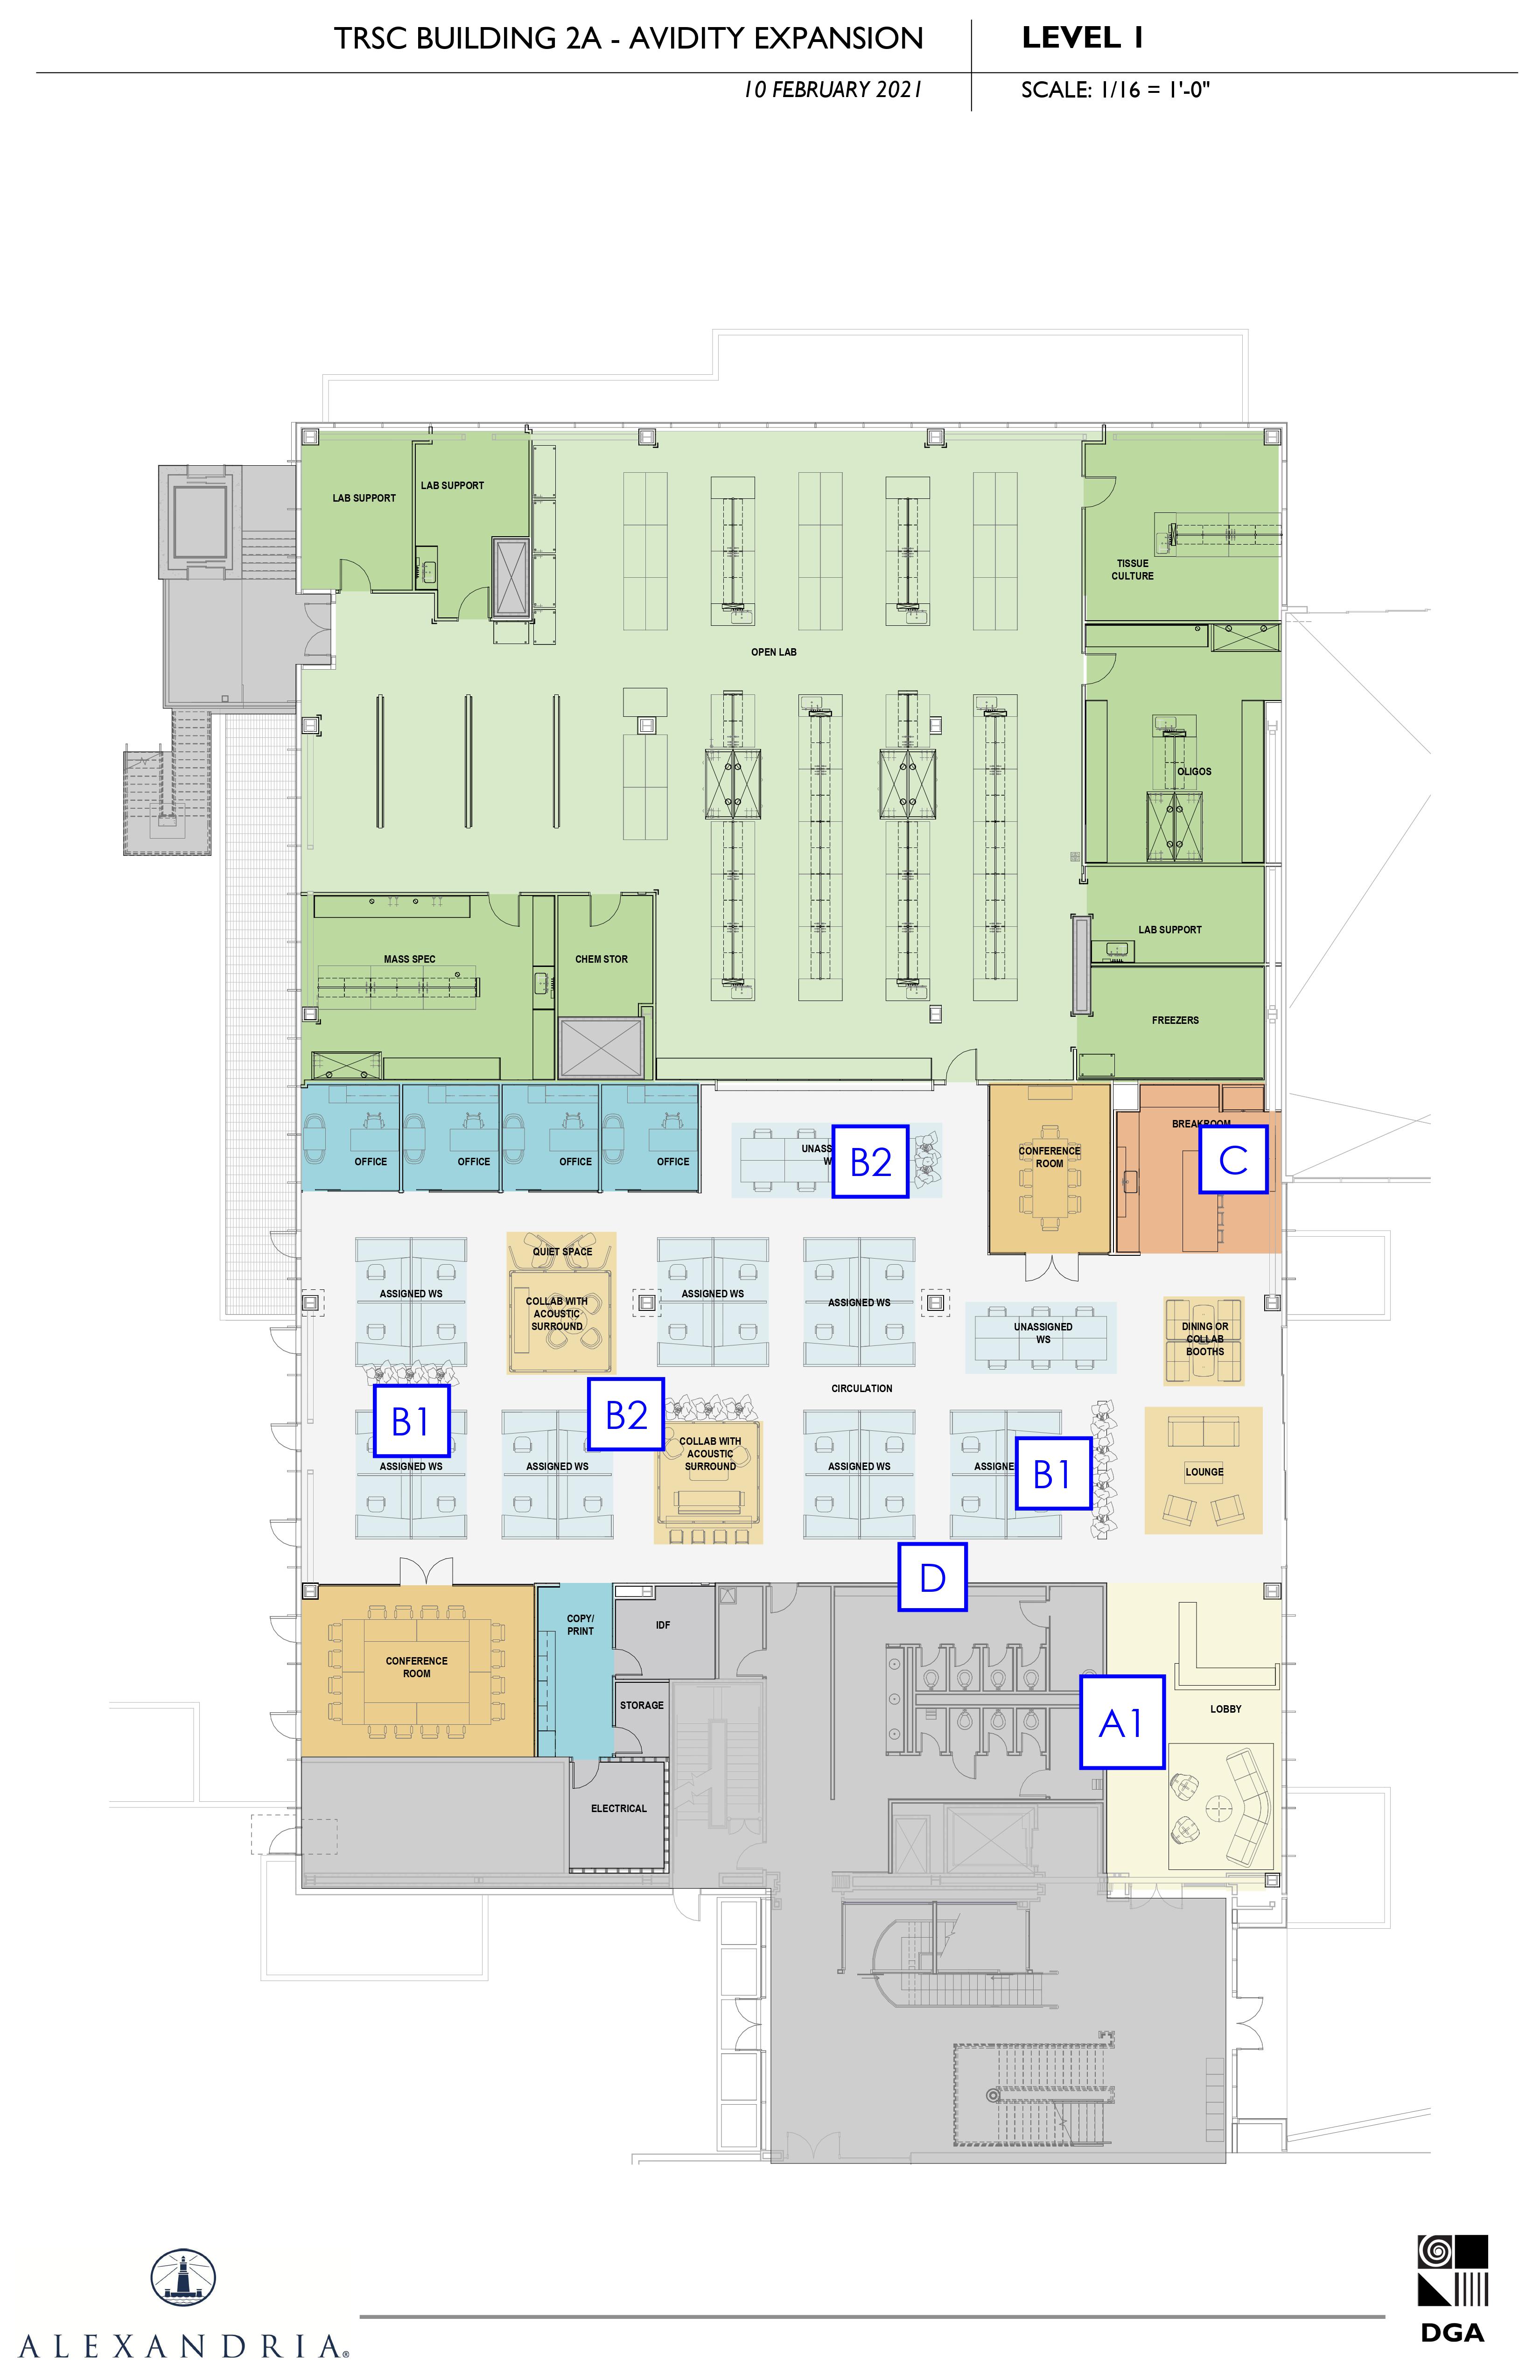 TRSC BUILDING 2A - AVIDITY EXPANSION
LEVEL 1
10 FEBRUARY 2021
SCALE: 1/16 = 1'-0"
LAB SUPPORT
LAB SUPPORT
TISSUE
CULTURE
OPEN LAB
OLIGOS
LAB SUPPORT
MASS SPEC
CHEM STOR
FREEZERS
BREAKROOM
C
OFFICE
OFFICE
OFFICE
OFFICE
B2
CONFERENCE
ROOM
QUIET SPACE
ASSIGNED WS
COLLAB WITH
ACOUSTIC
SURROUND
ASSIGNED WS
ASSIGNED WS
UNASSIGNED
WS
DINING OR
COLLAB
BOOTHS
CIRCULATION
B1
B2
COLLAB WITH
ACOUSTIC
SURROUND
ASSIGNED WS
ASSIGNED WS
ASSIGNED WS
B1
LOUNGE
D
COPY/
PRINT
IDF
CONFERENCE
ROOM
STORAGE
A1
LOBBY
ELECTRICAL
ALEXANDRIA®
DGA